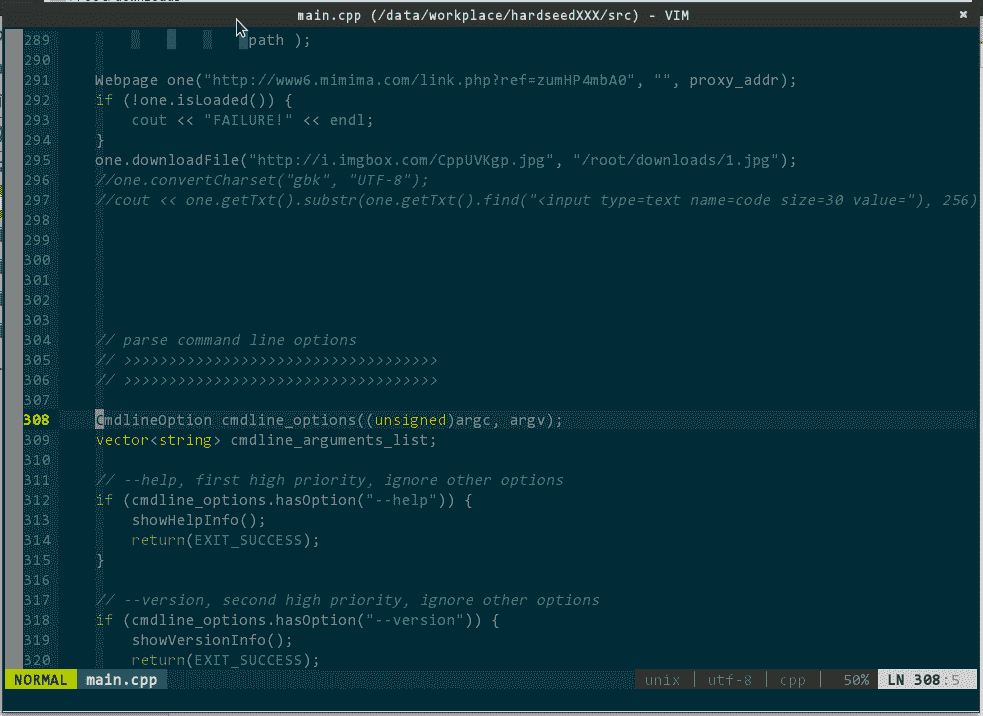 main.cpp (/data/workplace/hardseedXXX/src) - VIM
289 path );
290
291 Webpage one("http://www6.mimima.com/link.php?ref=zumHP4mbA0", "", proxy_addr);
292 if (!one.isLoaded()) {
293 cout << "FAILURE!" << endl;
294 }
295 one.downloadFile("http://i.imgbox.com/CppUVKgp.jpg", "/root/downloads/1.jpg");
296 //one.convertCharset("gbk", "UTF-8");
297 //cout << one.getTxt().substr(one.getTxt().find("<input type=text name=code size=30 value="), 256)
298
299
300
301
302
303
304 // parse command line options
305 // >>>>>>>>>>>>>>>>>>>>>>>>>>>>>>>>>>>
306 // >>>>>>>>>>>>>>>>>>>>>>>>>>>>>>>>>>>
307
308 CmdlineOption cmdline_options((unsigned)argc, argv);
309 vector<string> cmdline_arguments_list;
310
311 // --help, first high priority, ignore other options
312 if (cmdline_options.hasOption("--help")) {
313 showHelpInfo();
314 return(EXIT_SUCCESS);
315 }
316
317 // --version, second high priority, ignore other options
318 if (cmdline_options.hasOption("--version")) {
319 showVersionInfo();
320 return(EXIT_SUCCESS);
NORMAL main.cpp unix | utf-8 | cpp | 50% LN 308:5